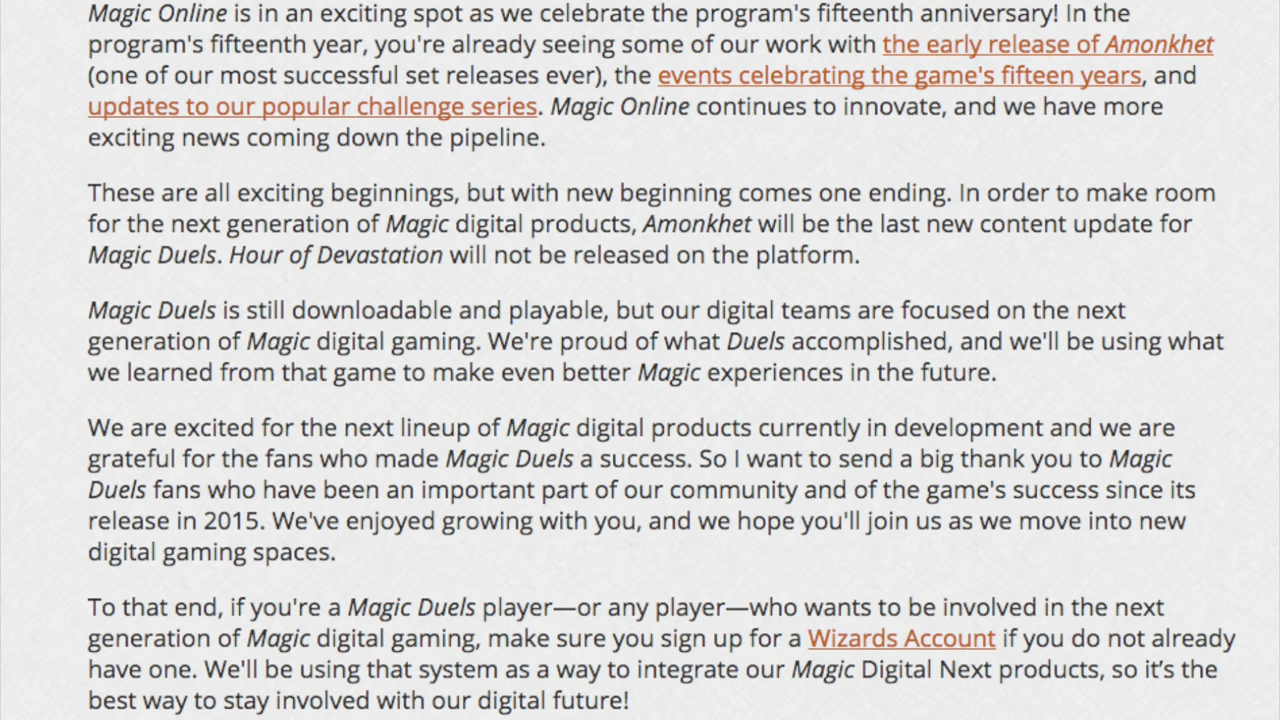 Magic Online is in an exciting spot as we celebrate the program's fifteenth anniversary! In the
program's fifteenth year, you're already seeing some of our work with the early release of Amonkhet
(one of our most successful set releases ever), the events celebrating the game's fifteen years, and
updates to our popular challenge series. Magic Online continues to innovate, and we have more
exciting news coming down the pipeline.
These are all exciting beginnings, but with new beginning comes one ending. In order to make room
for the next generation of Magic digital products, Amonkhet will be the last new content update for
Magic Duels. Hour of Devastation will not be released on the platform.
Magic Duels is still downloadable and playable, but our digital teams are focused on the next
generation of Magic digital gaming. We're proud of what Duels accomplished, and we'll be using what
we learned from that game to make even better Magic experiences in the future.
We are excited for the next lineup of Magic digital products currently in development and we are
grateful for the fans who made Magic Duels a success. So I want to send a big thank you to Magic
Duels fans who have been an important part of our community and of the game's success since its
release in 2015. We've enjoyed growing with you, and we hope you'll join us as we move into new
digital gaming spaces.
To that end, if you're a Magic Duels player—or any player—who wants to be involved in the next
generation of Magic digital gaming, make sure you sign up for a Wizards Account if you do not already
have one. We'll be using that system as a way to integrate our Magic Digital Next products, so it’s the
best way to stay involved with our digital future!